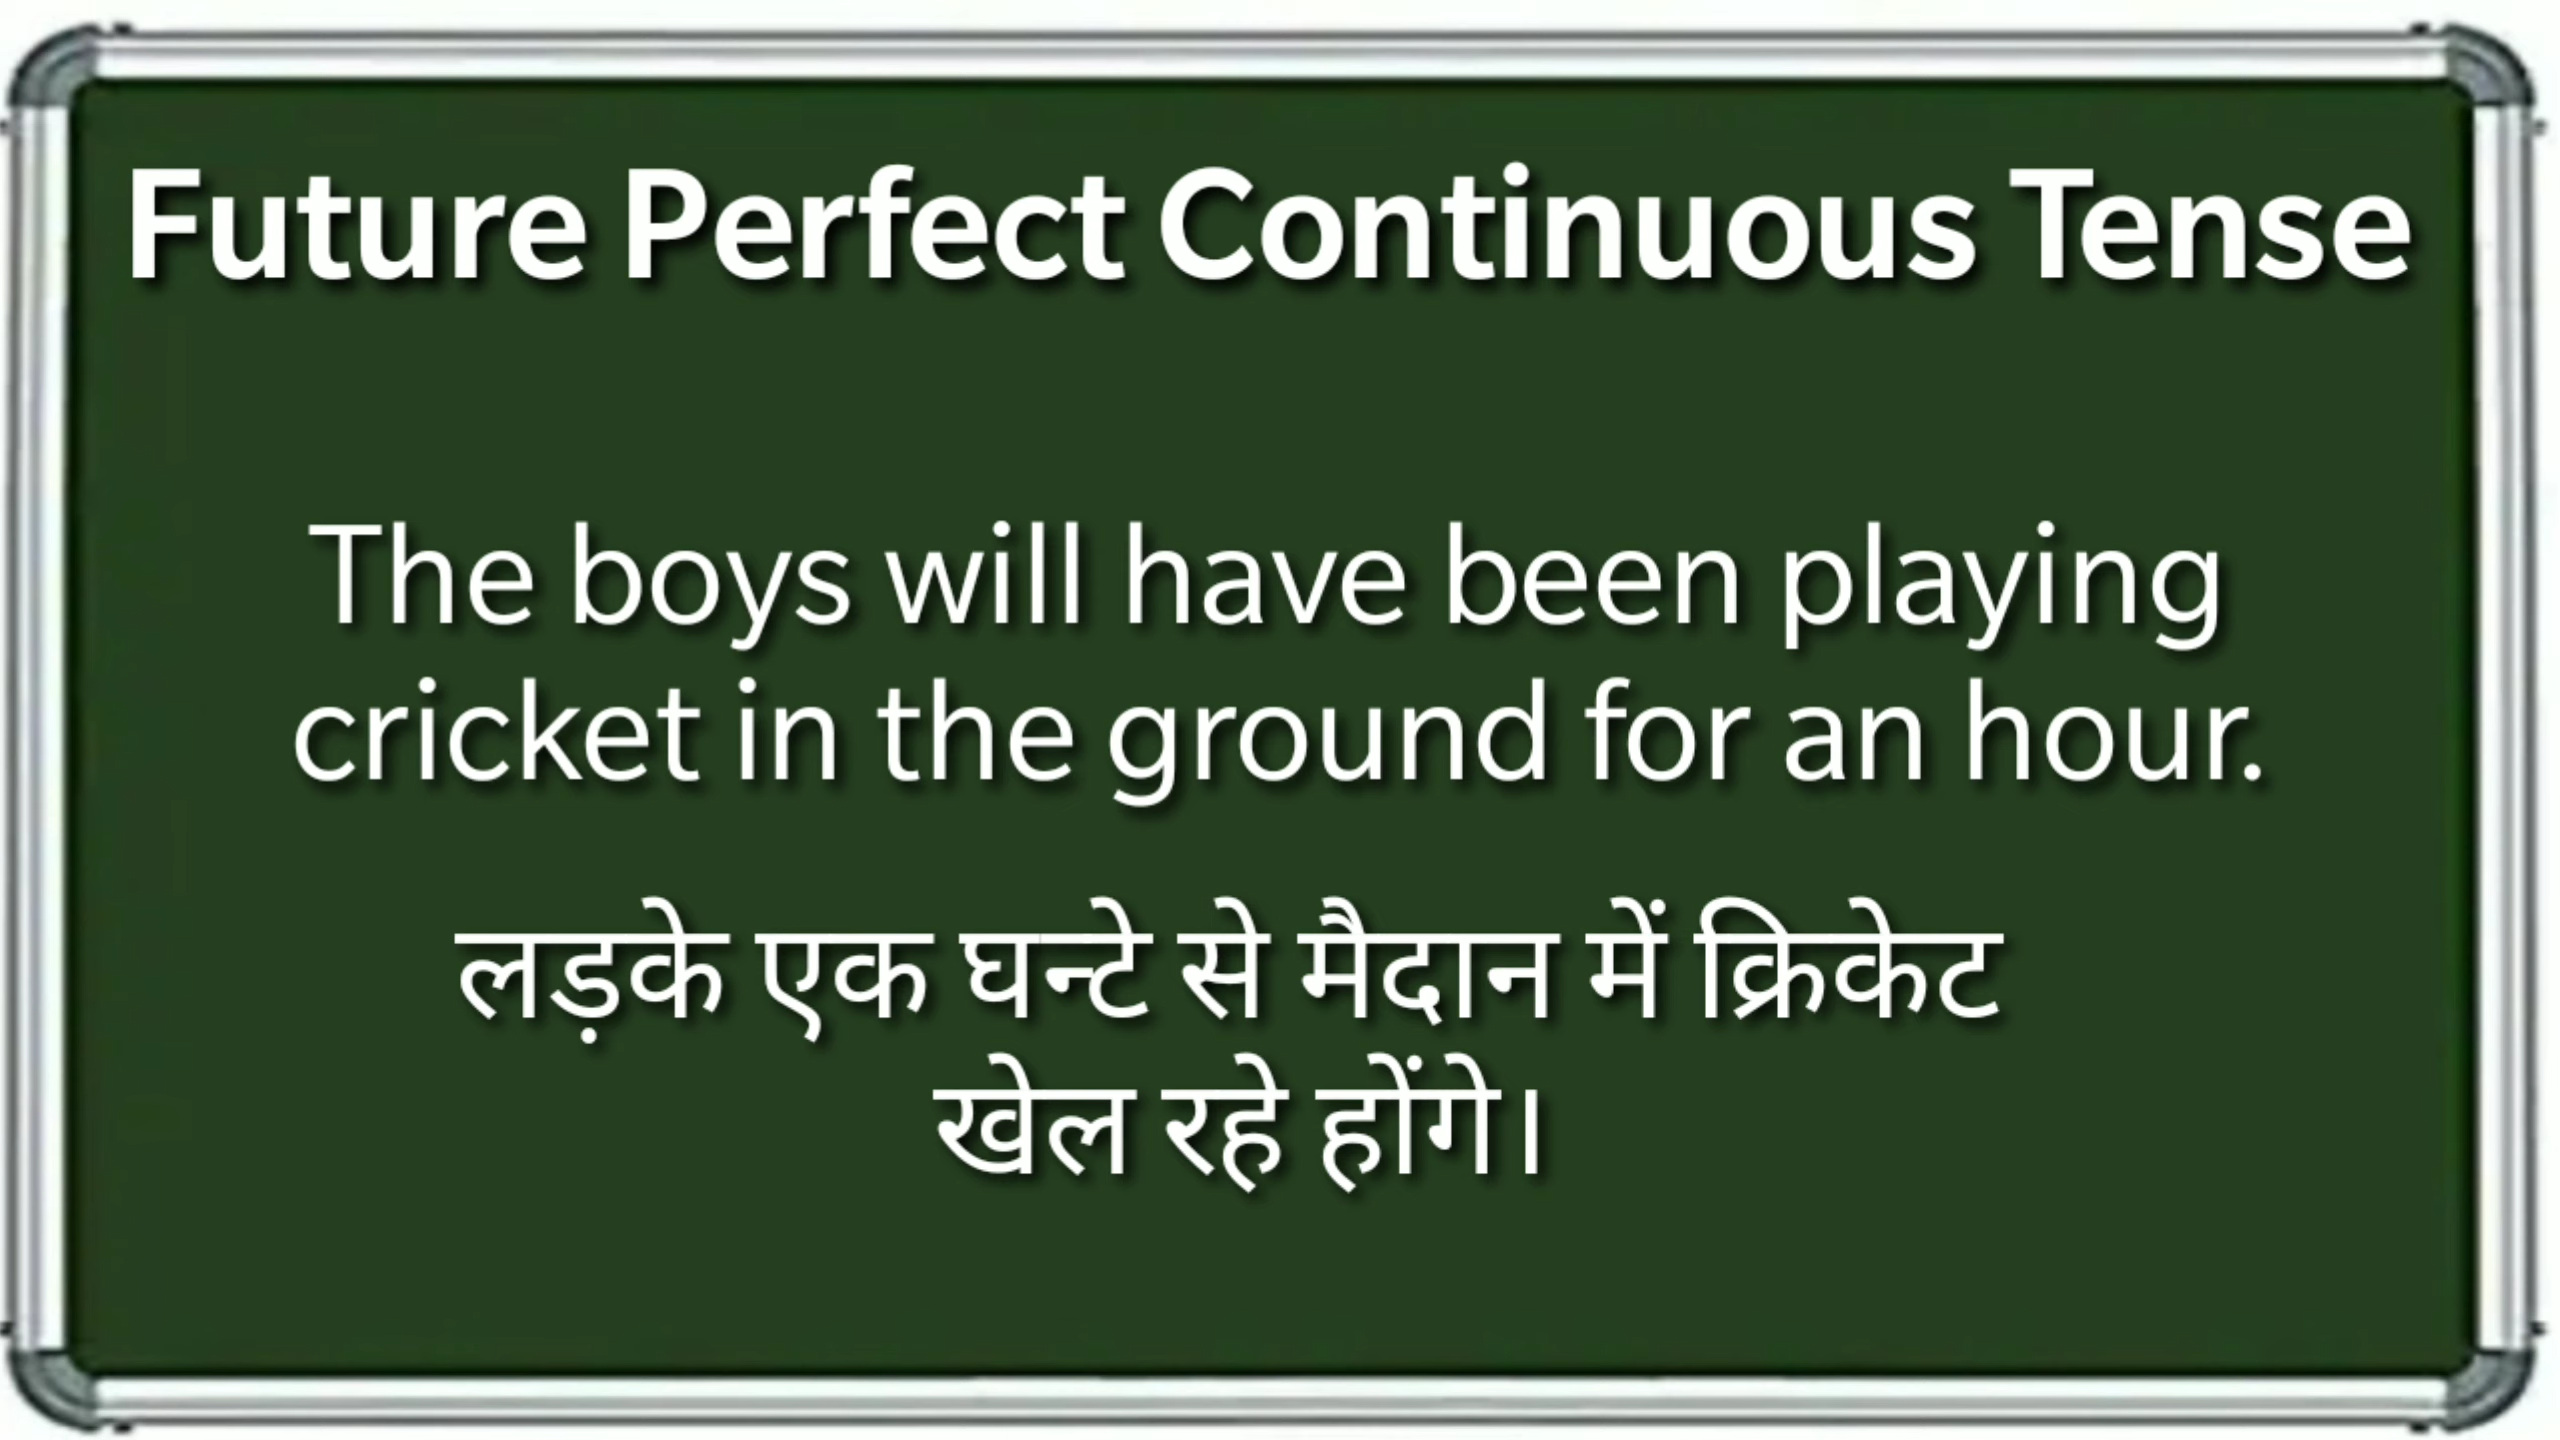 Future Perfect Continuous Tense
The boys will have been playing
cricket in the ground for an hour.
लड़के एक घन्टे से मैदान में क्रिकेट
खेल रहे होंगे।